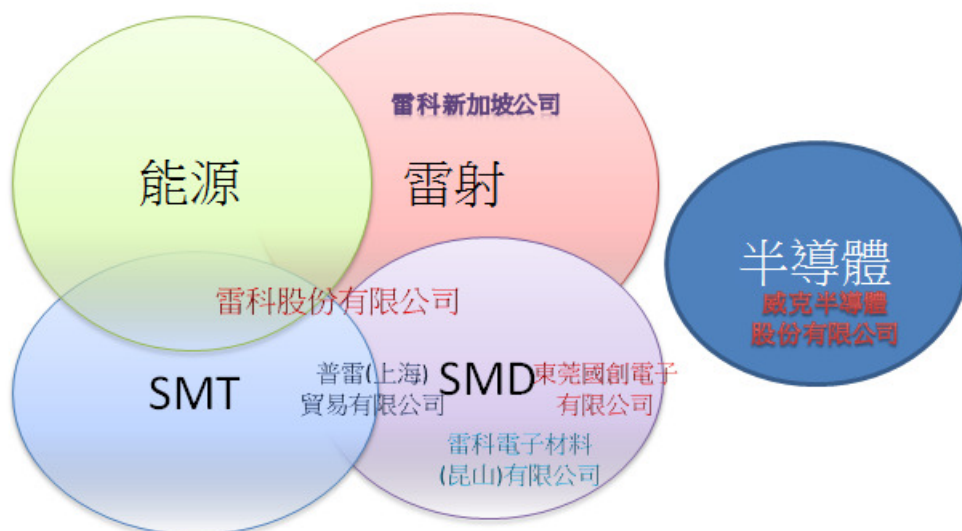 雷科新加坡公司
能源
雷射
半導體
威克半導體
股份有限公司
雷科股份有限公司
SMT
普雷(上海)
貿易有限公司
SMD
東莞國創電子
有限公司
雷科電子材料
(昆山)有限公司